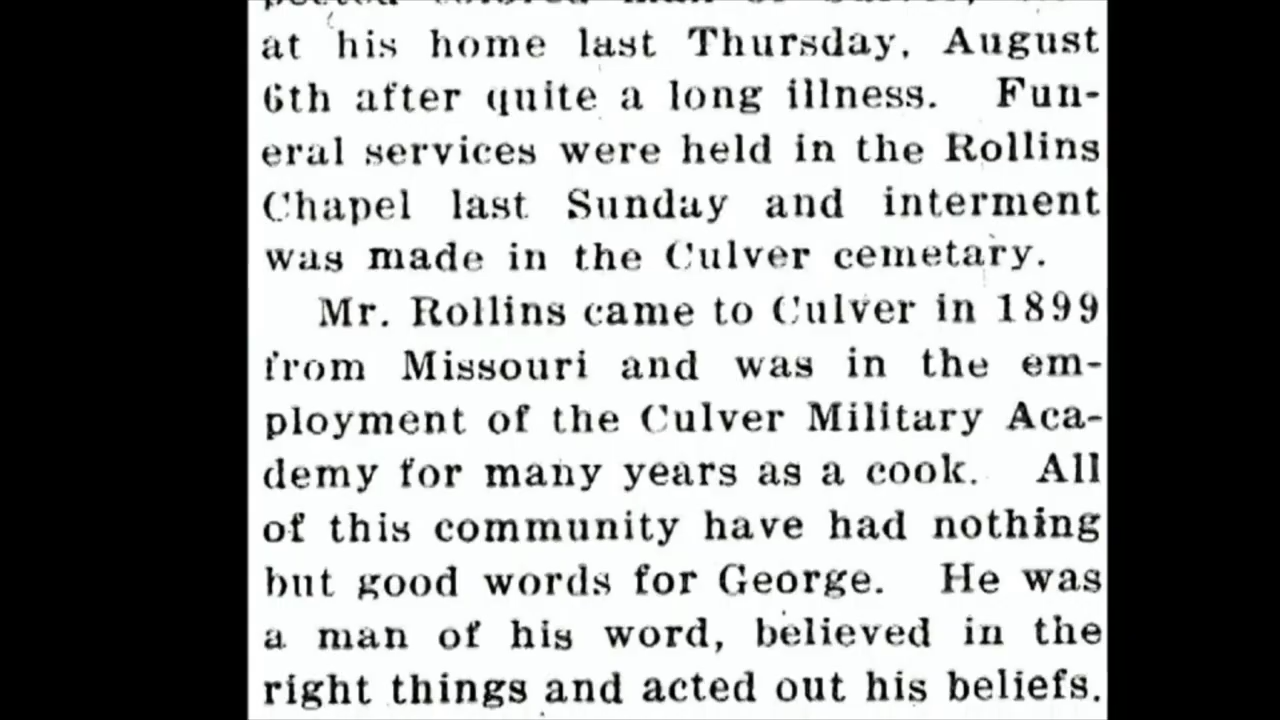 at his home last Thursday, August
6th after quite a long illness. Fun-
eral services were held in the Rollins
Chapel last Sunday and interment
was made in the Culver cemetary.
Mr. Rollins came to Culver in 1899
from Missouri and was in the em-
ployment of the Culver Military Aca-
demy for many years as a cook. All
of this community have had nothing
but good words for George. He was
a man of his word, believed in the
right things and acted out his beliefs.